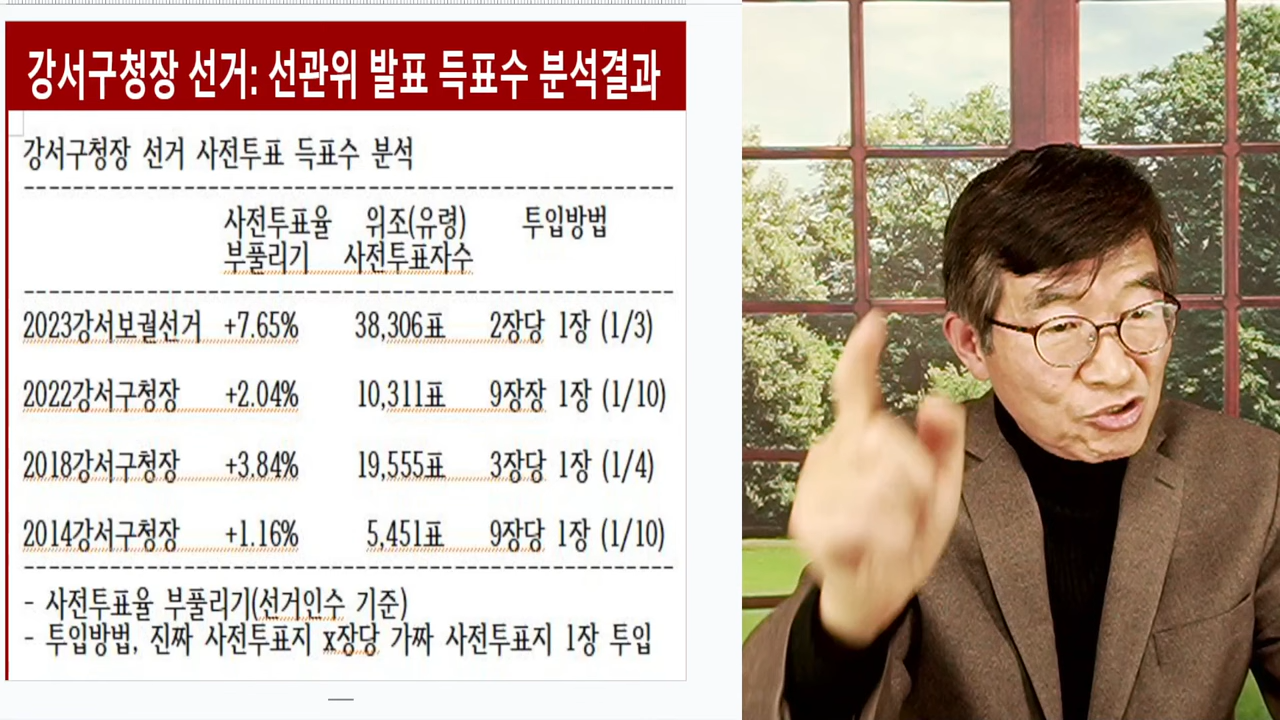 강서구청장 선거: 선관위 발표 득표수 분석결과
강서구청장 선거 사전투표 득표수 분석
사전투표율 위조(유령) 투입방법
부풀리기 사전투표자수
2023강서보궐선거 +7.65% 38,306표 2장당 1장 (1/3)
2022강서구청장 +2.04% 10,311표 9장장 1장 (1/10)
2018강서구청장 +3.84% 19,555표 3장당 1장 (1/4)
2014강서구청장 +1.16% 5,451표 9장당 1장 (1/10)
- 사전투표율 부풀리기(선거인수 기준)
- 투입방법, 진짜 사전투표지 x장당 가짜 사전투표지 1장 투입